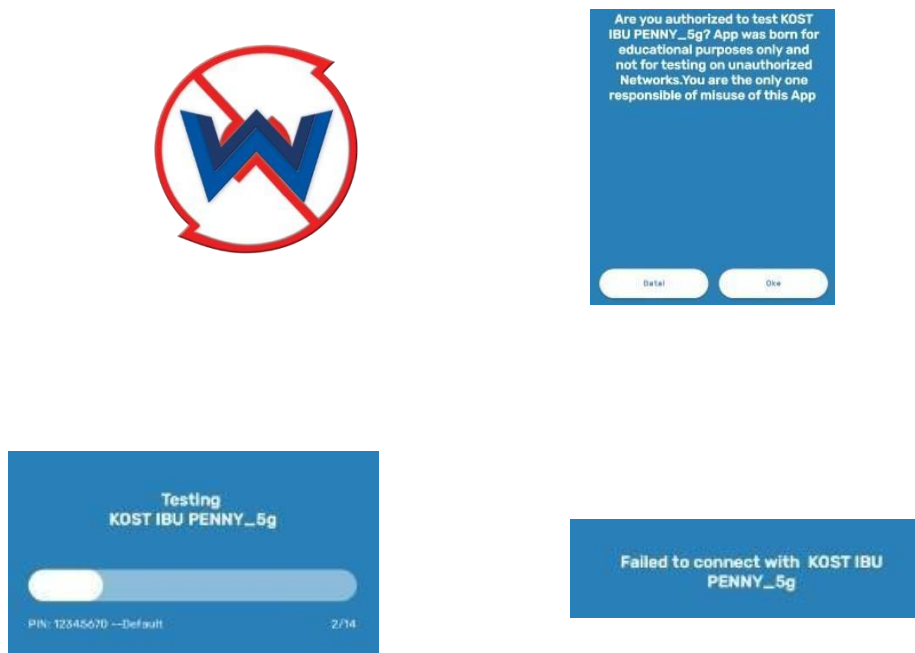 Are you authorized to test KOST
IBU PENNY_5g? App was born for
educational purposes only and
not for testing on unauthorized
Networks.You are the only one
responsible of misuse of this App
Batal Oke
Testing
KOST IBU PENNY_5g
PIN: 12345670 --Default 2/14
Failed to connect with KOST IBU
PENNY_5g